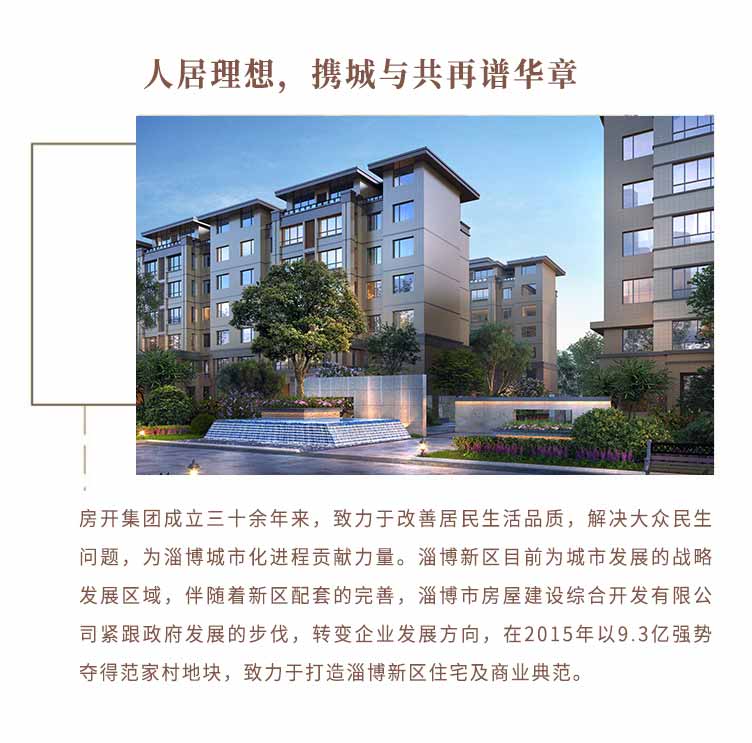 人居理想，携城与共再谱华章
房开集团成立三十余年来，致力于改善居民生活品质，解决大众民生
问题，为淄博城市化进程贡献力量。淄博新区目前为城市发展的战略
发展区域，伴随着新区配套的完善，淄博市房屋建设综合开发有限公
司紧跟政府发展的步伐，转变企业发展方向，在2015年以9.3亿强势
夺得范家村地块，致力于打造淄博新区住宅及商业典范。